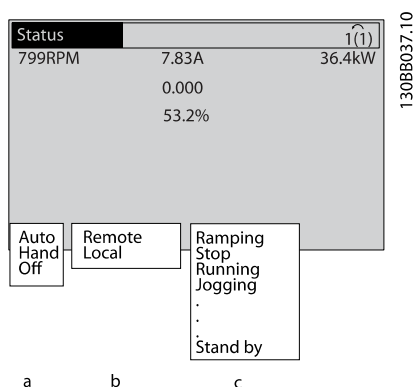 Status 1(1)
799RPM 7.83A 36.4kW
0.000
53.2%
Auto
Hand
Off
Remote
Local
Ramping
Stop
Running
Jogging
.
.
.
Stand by
a b c
130BB037.10